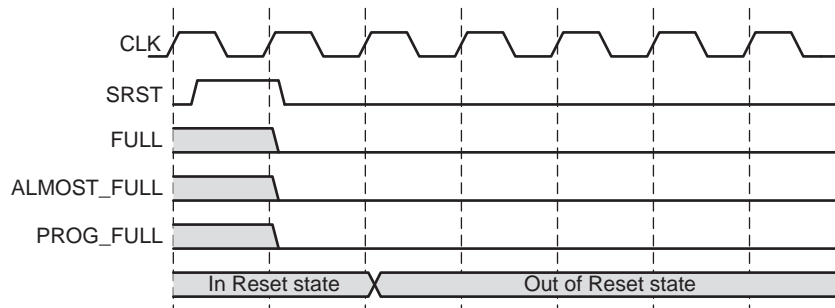 CLK
SRST
FULL
ALMOST_FULL
PROG_FULL
In Reset state
Out of Reset state